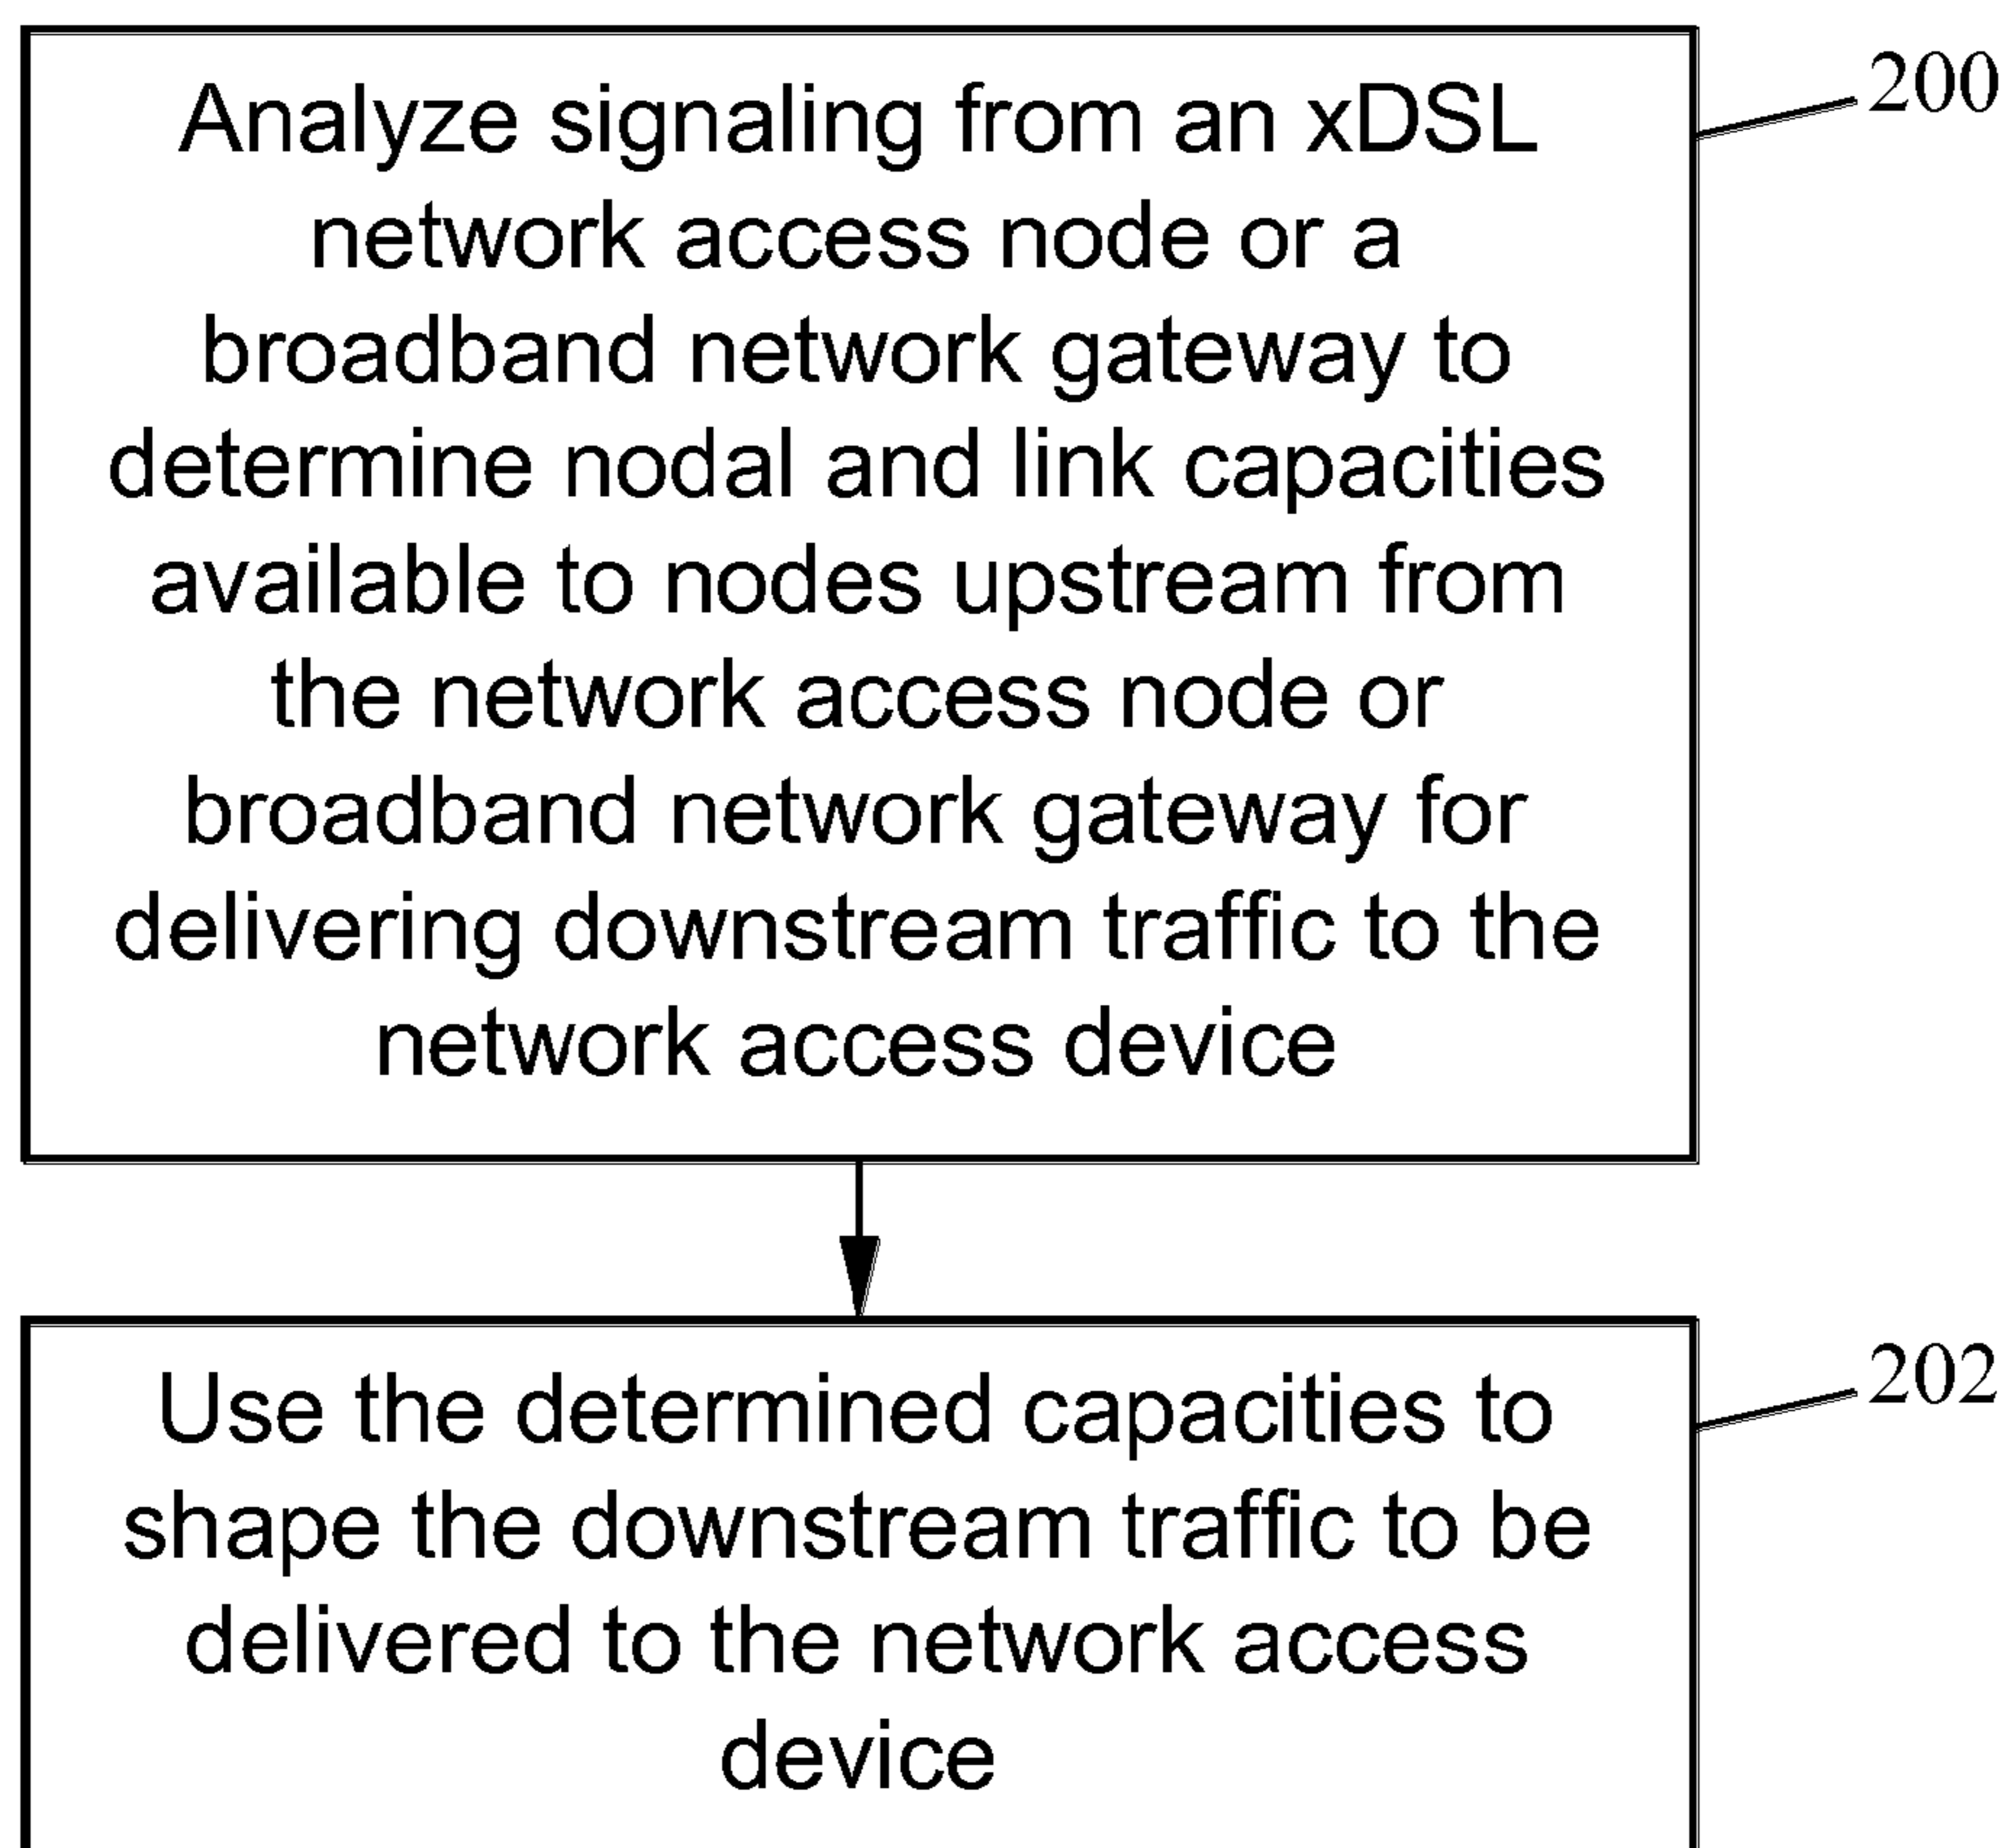 Analyze signaling from an xDSL
200
network access node or a
broadband network gateway to
determine nodal and link capacities
available to nodes upstream from
the network access node or
broadband network gateway for
delivering downstream traffic to the
network access device
Use the determined capacities to
202
shape the downstream traffic to be
delivered to the network access
device